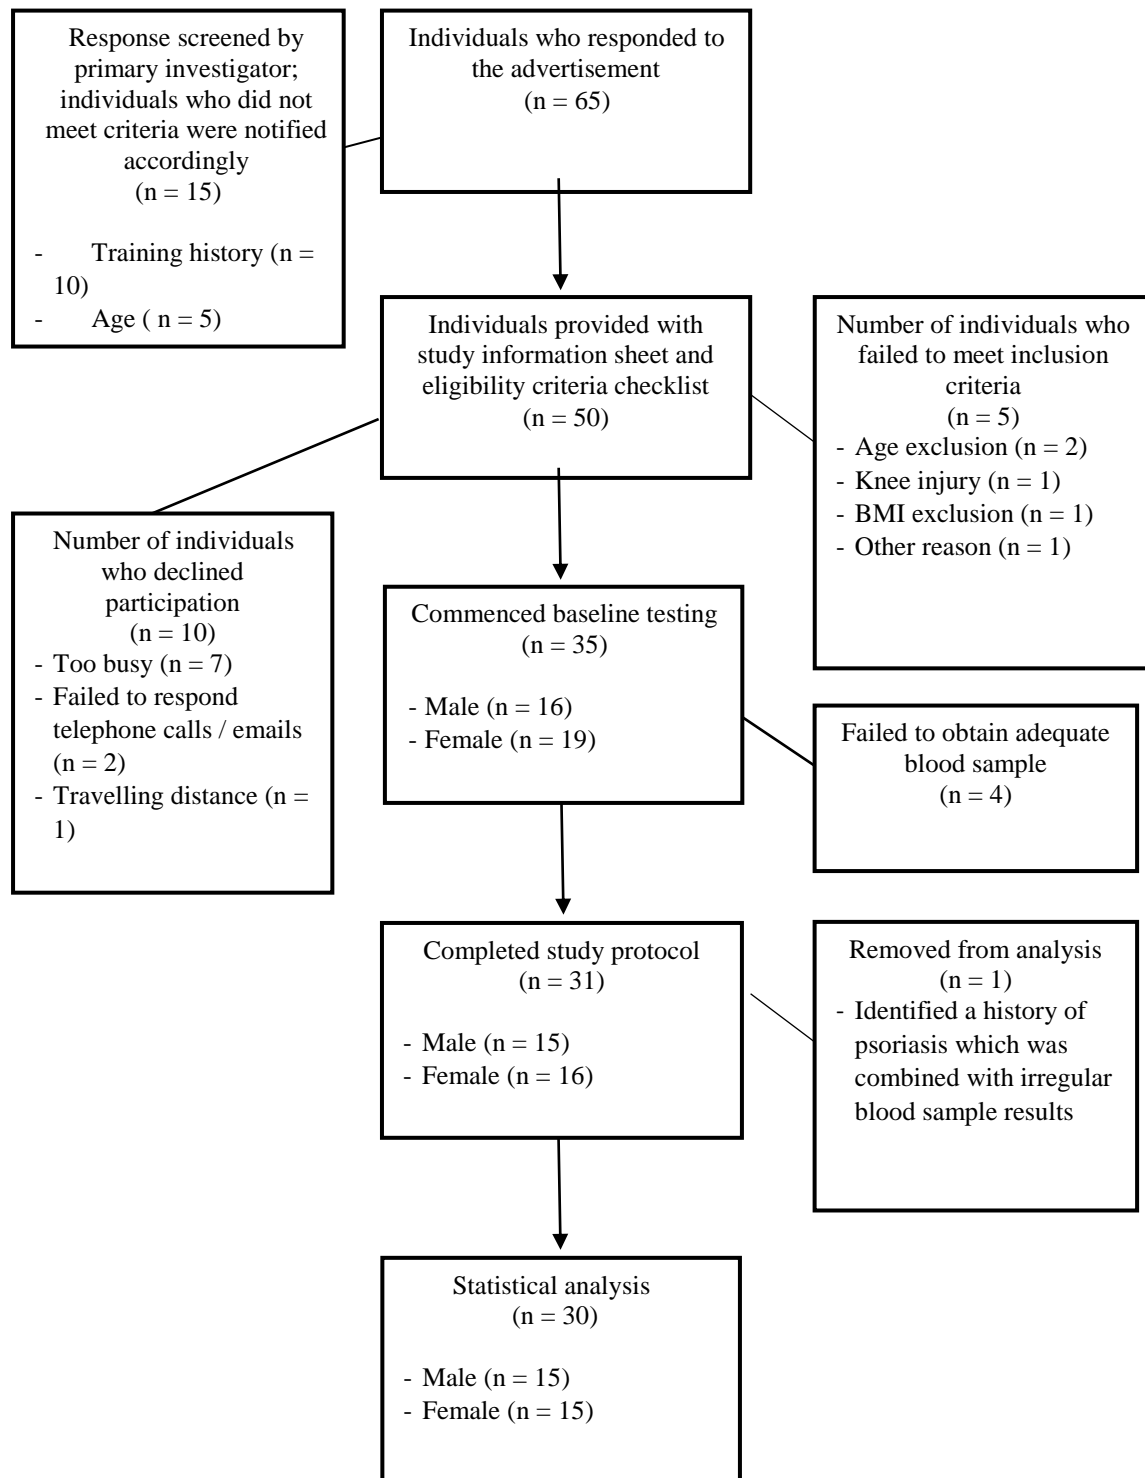 Response screened by
primary investigator;
individuals who did not
meet criteria were notified
accordingly
(n = 15)
- Training history (n =
10)
- Age ( n = 5)
Individuals who responded to
the advertisement
(n = 65)
Individuals provided with
study information sheet and
eligibility criteria checklist
(n = 50)
Number of individuals who
failed to meet inclusion
criteria
(n = 5)
- Age exclusion (n = 2)
- Knee injury (n = 1)
- BMI exclusion (n = 1)
- Other reason (n = 1)
Number of individuals
who declined
participation
(n = 10)
- Too busy (n = 7)
- Failed to respond
telephone calls / emails
(n = 2)
- Travelling distance (n =
1)
Commenced baseline testing
(n = 35)
- Male (n = 16)
- Female (n = 19)
Failed to obtain adequate
blood sample
(n = 4)
Completed study protocol
(n = 31)
- Male (n = 15)
- Female (n = 16)
Removed from analysis
(n = 1)
- Identified a history of
psoriasis which was
combined with irregular
blood sample results
Statistical analysis
(n = 30)
- Male (n = 15)
- Female (n = 15)